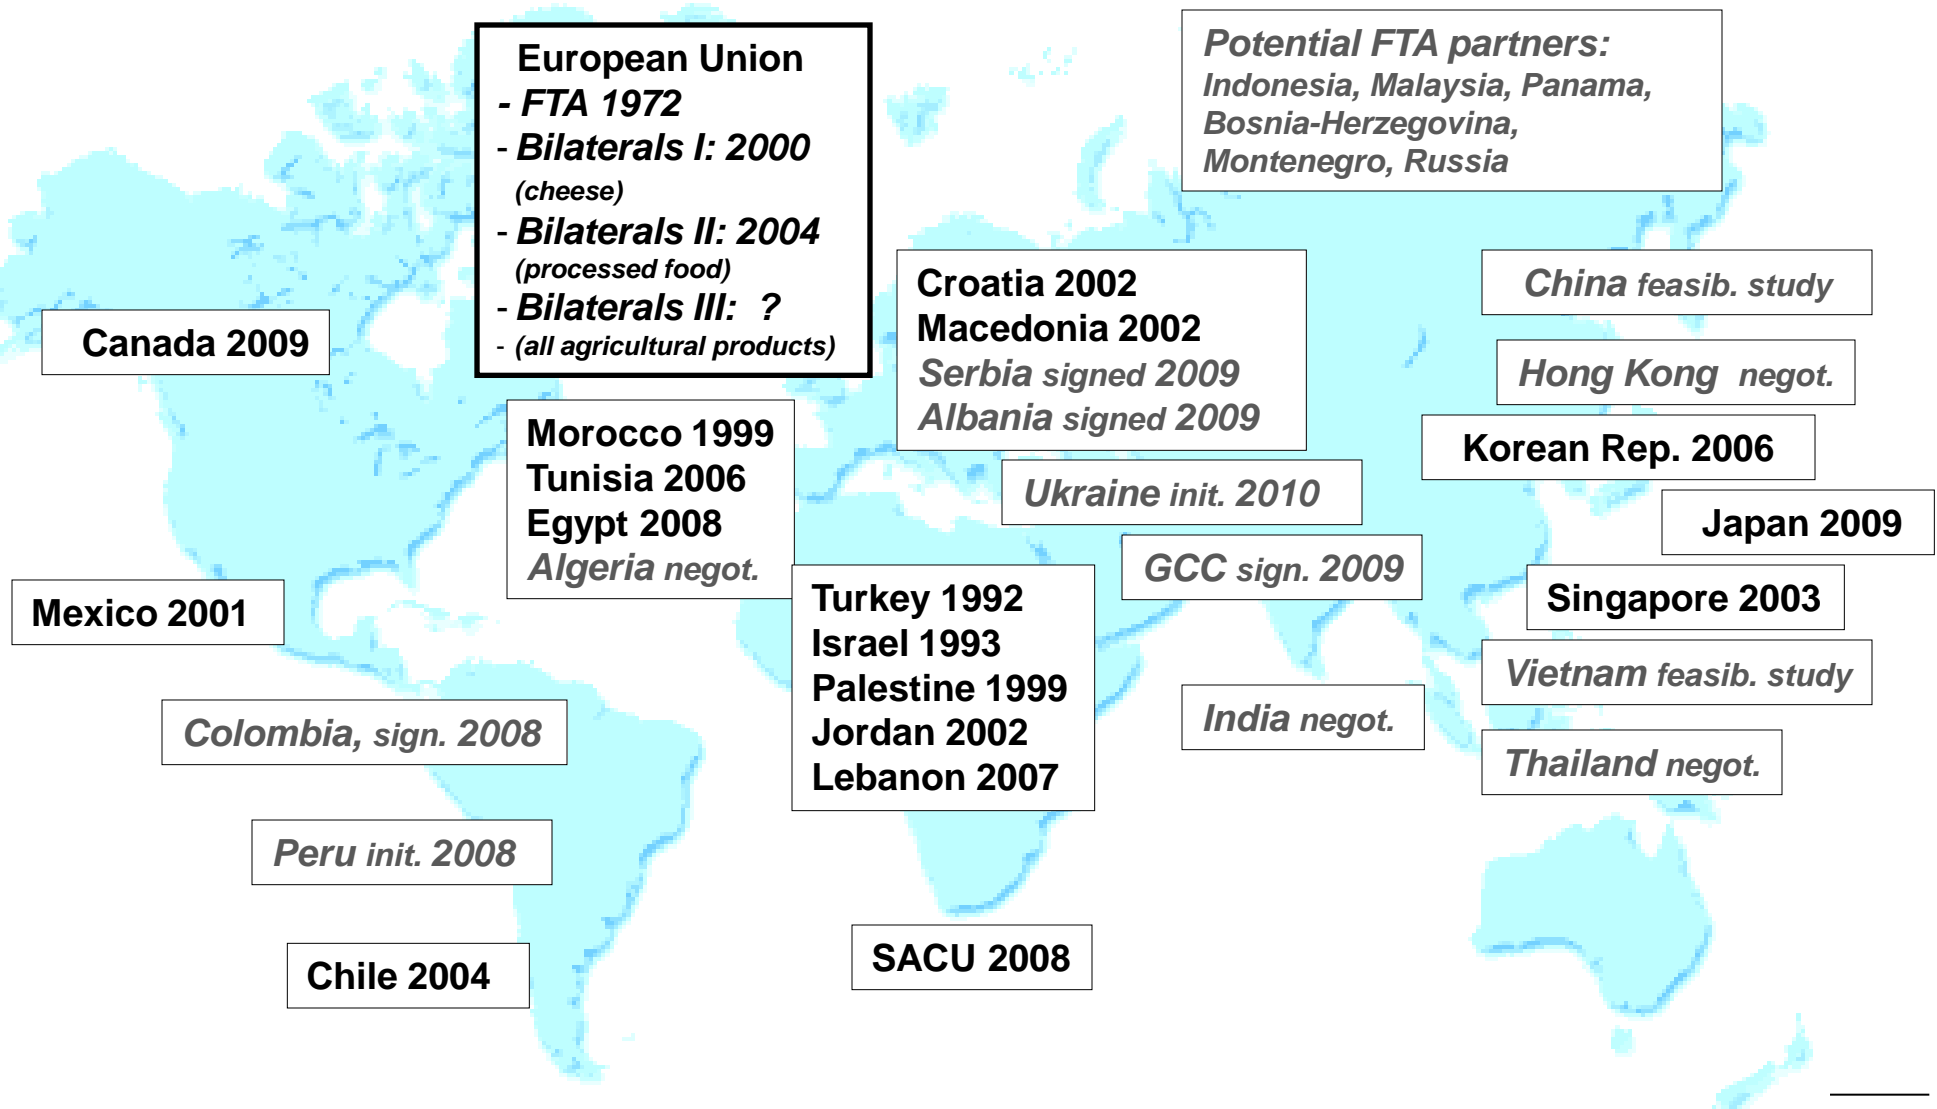 European Union
- FTA 1972
- Bilaterals I: 2000
(cheese)
- Bilaterals II: 2004
(processed food)
- Bilaterals III: ?
- (all agricultural products)
Potential FTA partners:
Indonesia, Malaysia, Panama,
Bosnia-Herzegovina,
Montenegro, Russia
Canada 2009
Croatia 2002
Macedonia 2002
Serbia signed 2009
Albania signed 2009
China feasib. study
Hong Kong negot.
Morocco 1999
Tunisia 2006
Egypt 2008
Algeria negot.
Korean Rep. 2006
Ukraine init. 2010
Japan 2009
GCC sign. 2009
Mexico 2001
Turkey 1992
Israel 1993
Palestine 1999
Jordan 2002
Lebanon 2007
Singapore 2003
Vietnam feasib. study
India negot.
Thailand negot.
Colombia, sign. 2008
Peru init. 2008
Chile 2004
SACU 2008